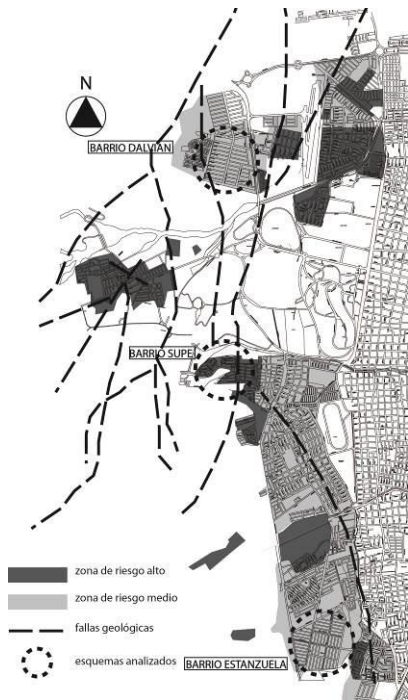 N
BARRIO DALVIAN
BARRIO SUPE
zona de riesgo alto
zona de riesgo medio
fallas geológicas
esquemas analizados
BARRIO ESTANZUELA